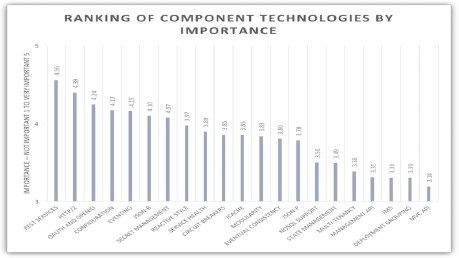 RANKING OF COMPONENT TECHNOLOGIES BY
IMPORTANCE
IMPORTANCE -- NOT IMPORTANT 1 TO VERY IMPORTANT 5
5
4
3
4.55
4.39
4.24
4.17
4.15
4.10
4.07
3.97
3.89
3.85
3.85
3.83
3.80
3.78
3.50
3.49
3.38
3.31
3.30
3.30
3.18
REST SERVICES
HTTP/2
OAUTH AND OPENID
CONFIGURATION
EVENTING
JSON-B
SECRET MANAGEMENT
REACTIVE STYLE
SERVICE HEALTH
CIRCUIT BREAKERS
JCACHE
MODULARITY
EVENTUAL CONSISTENCY
JSON-P
NOSQL SUPPORT
STATE MANAGEMENT
MULTI-TENANCY
MANAGEMENT API
JMS
DEPLOYMENT GROUPING
MVC API